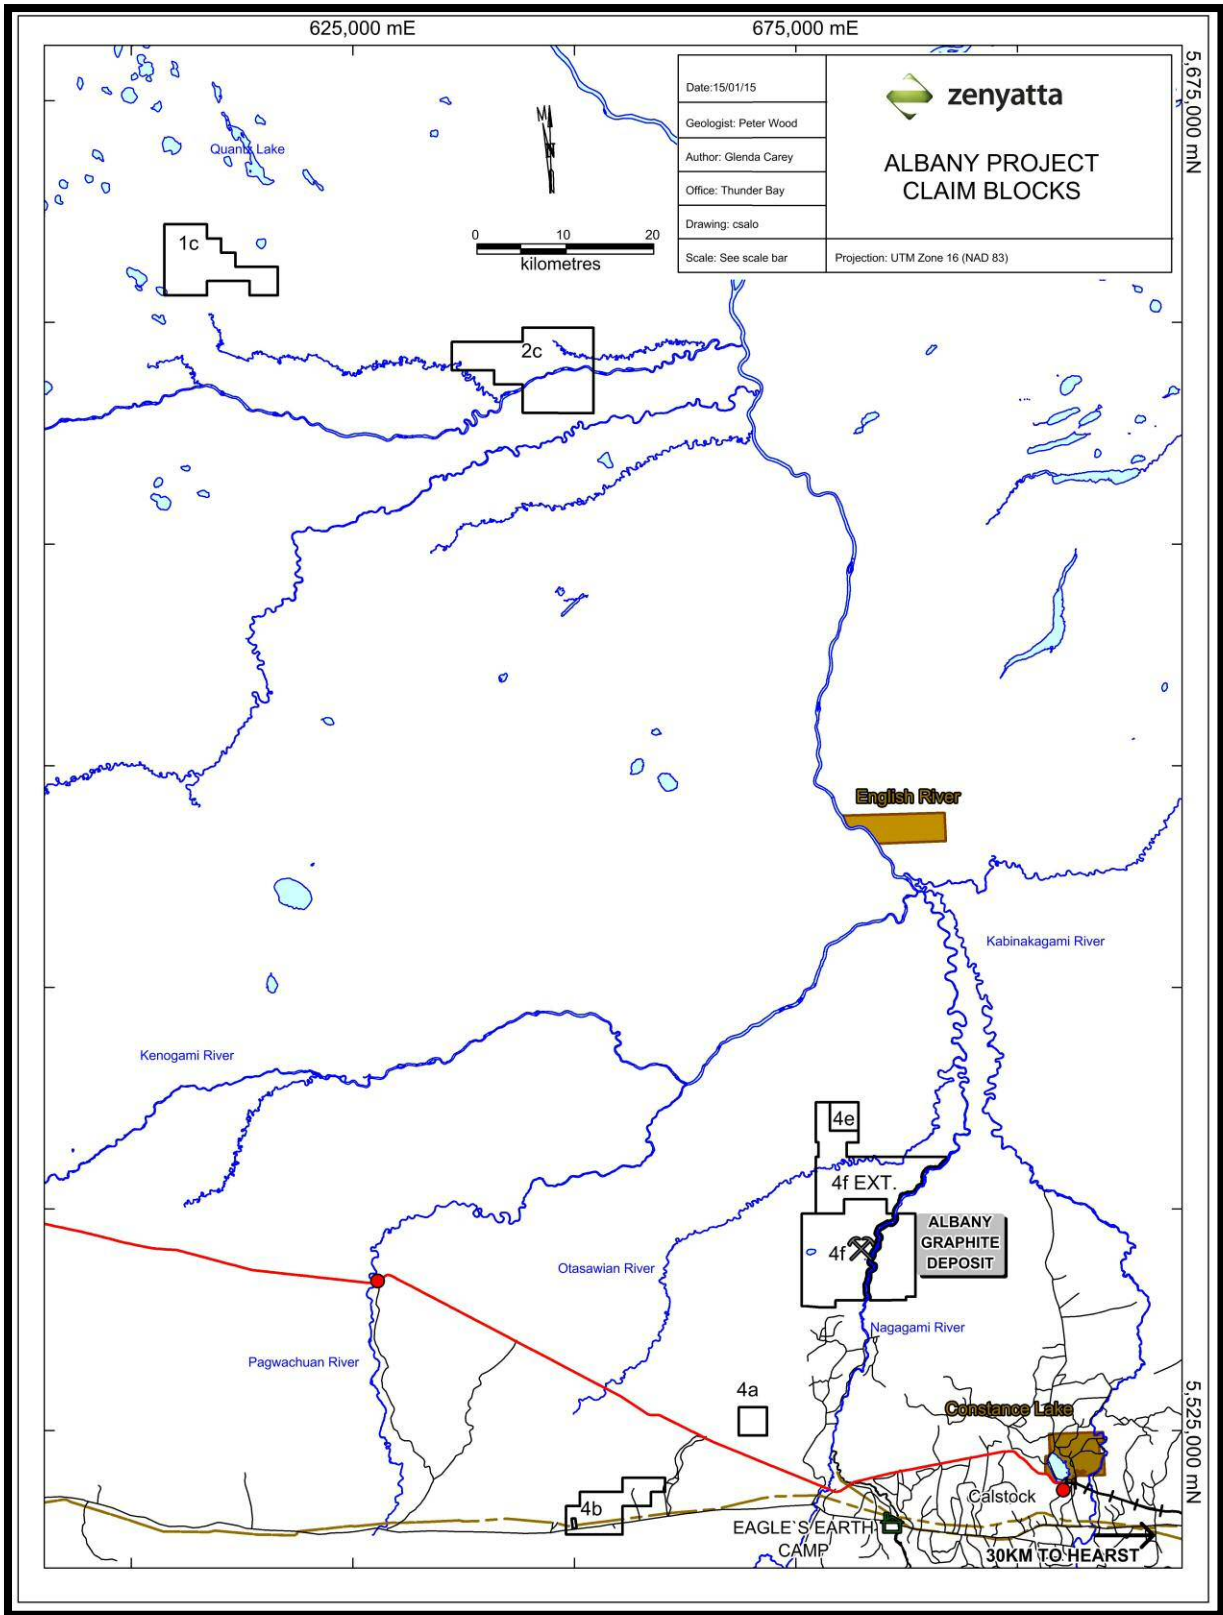 625,000 mE
675,000 mE
5,675,000 mN
Date:15/01/15
Geologist: Peter Wood
Author: Glenda Carey
Office: Thunder Bay
Drawing: csalo
Scale: See scale bar
zenyatta
ALBANY PROJECT
CLAIM BLOCKS
Projection: UTM Zone 16 (NAD 83)
M
N
0
10
20
kilometres
Quantz Lake
1c
2c
English River
Kabinakagami River
Kenogami River
4e
4f EXT.
ALBANY
GRAPHITE
DEPOSIT
4f
Otasawian River
Nagagami River
Pagwachuan River
4a
Constance Lake
5,525,000 mN
4b
Calstock
EAGLE`S EARTH
CAMP
30KM TO HEARST